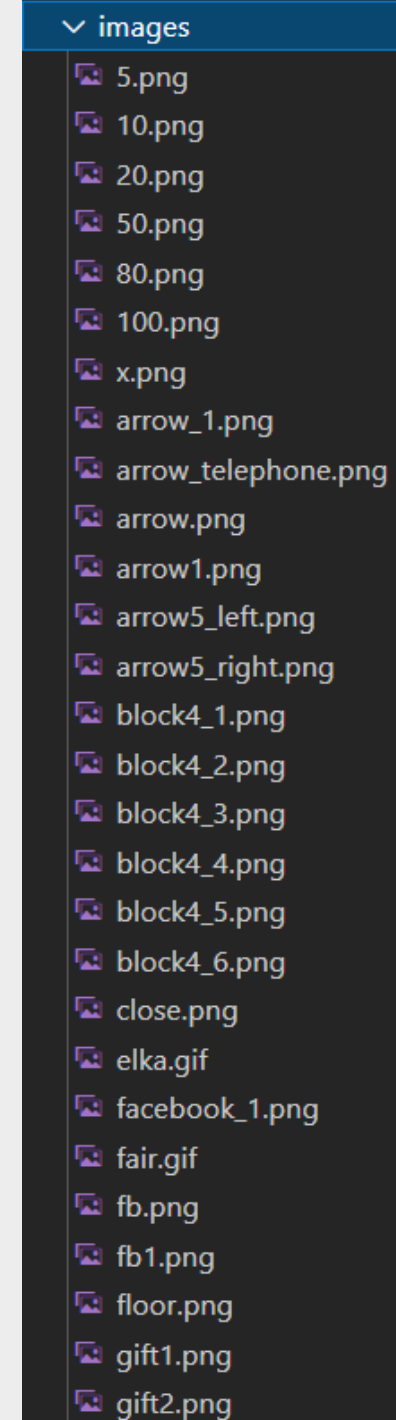 images
5.png
10.png
20.png
50.png
80.png
100.png
x.png
arrow_1.png
arrow_telephone.png
arrow.png
arrow1.png
arrow5_left.png
arrow5_right.png
block4_1.png
block4_2.png
block4_3.png
block4_4.png
block4_5.png
block4_6.png
close.png
elka.gif
facebook_1.png
fair.gif
fb.png
fb1.png
floor.png
gift1.png
gift2.png